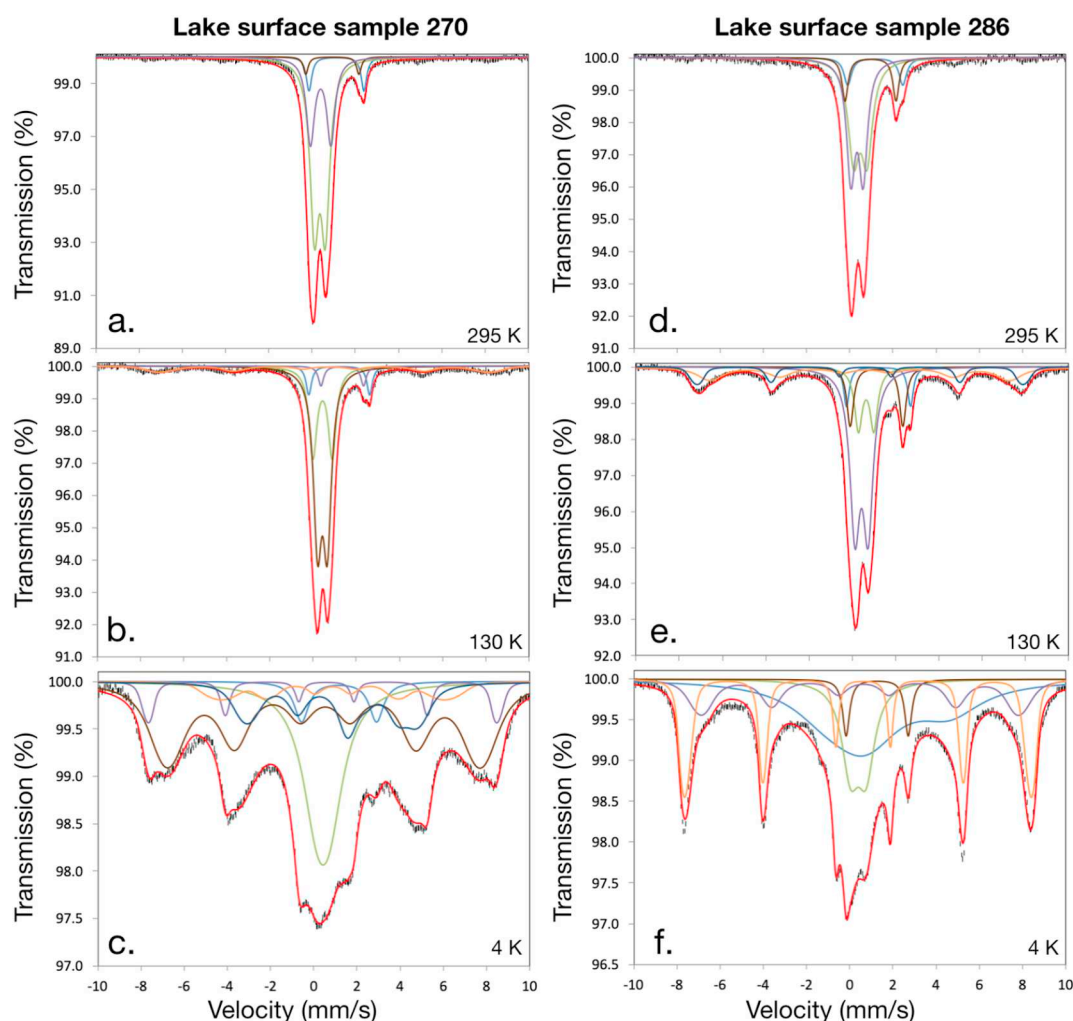 Lake surface sample 270
Transmission (%)
99.0
97.0
95.0
93.0
91.0
89.0
a.
295 K
Transmission (%)
100.0
99.0
98.0
97.0
96.0
95.0
94.0
93.0
92.0
91.0
b.
130 K
Transmission (%)
100.0
99.5
99.0
98.5
98.0
97.5
97.0
c.
4 K
-10 -8 -6 -4 -2 0 2 4 6 8 10
Velocity (mm/s)
Lake surface sample 286
Transmission (%)
100.0
99.0
98.0
97.0
96.0
95.0
94.0
93.0
92.0
91.0
d.
295 K
Transmission (%)
100.0
99.0
98.0
97.0
96.0
95.0
94.0
93.0
92.0
e.
130 K
Transmission (%)
100.0
99.5
99.0
98.5
98.0
97.5
97.0
96.5
f.
4 K
-10 -8 -6 -4 -2 0 2 4 6 8 10
Velocity (mm/s)